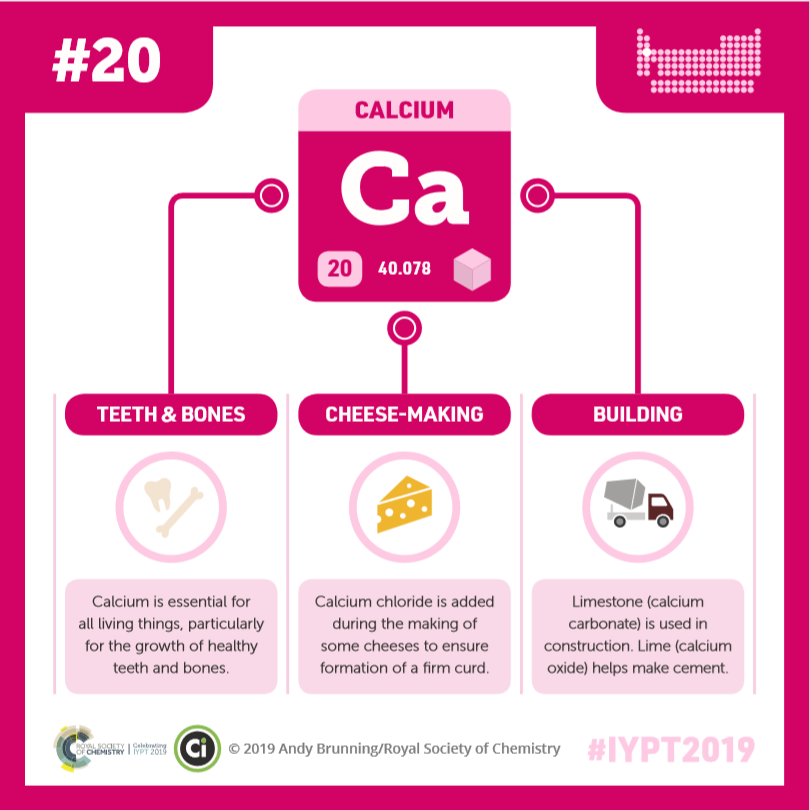 #20
CALCIUM
Ca
20
40.078
TEETH & BONES
Calcium is essential for
all living things, particularly
for the growth of healthy
teeth and bones.
CHEESE-MAKING
Calcium chloride is added
during the making of
some cheeses to ensure
formation of a firm curd.
BUILDING
Limestone (calcium
carbonate) is used in
construction. Lime (calcium
oxide) helps make cement.
ROYAL SOCIETY
OF CHEMISTRY
Celebrating
IYPT 2019
Ci
© 2019 Andy Brunning/Royal Society of Chemistry
#IYPT2019